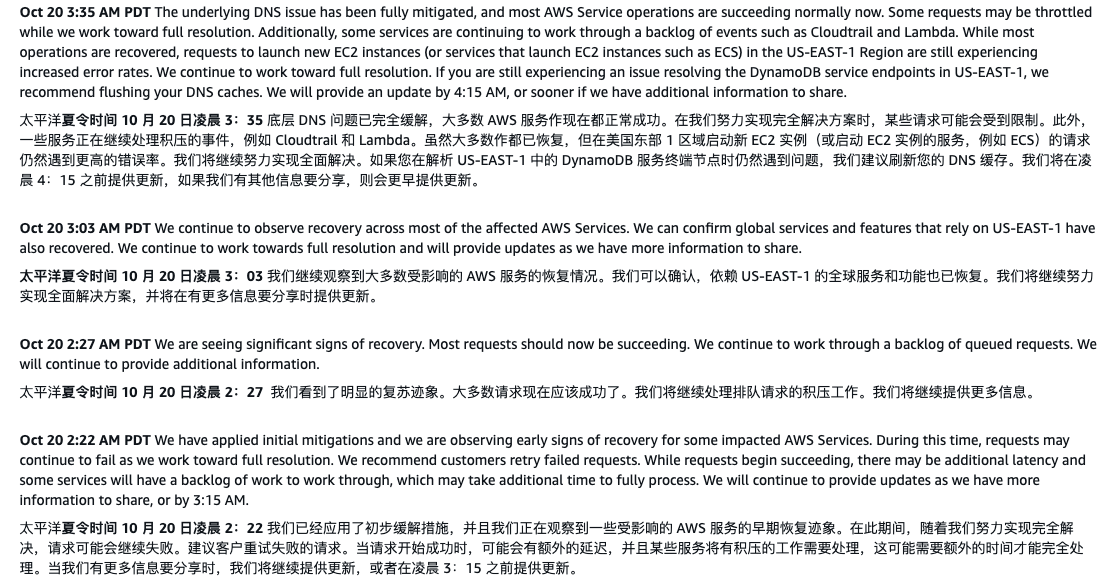 Oct 20 3:35 AM PDT The underlying DNS issue has been fully mitigated, and most AWS Service operations are succeeding normally now. Some requests may be throttled
while we work toward full resolution. Additionally, some services are continuing to work through a backlog of events such as Cloudtrail and Lambda. While most
operations are recovered, requests to launch new EC2 instances (or services that launch EC2 instances such as ECS) in the US-EAST-1 Region are still experiencing
increased error rates. We continue to work toward full resolution. If you are still experiencing an issue resolving the DynamoDB service endpoints in US-EAST-1, we
recommend flushing your DNS caches. We will provide an update by 4:15 AM, or sooner if we have additional information to share.
太平洋夏令时间 10 月 20 日凌晨 3：35 底层 DNS 问题已完全缓解，大多数 AWS 服务作现在都正常成功。在我们努力实现完全解决方案时，某些请求可能会受到限制。此外，
一些服务正在继续处理积压的事件，例如 Cloudtrail 和 Lambda。虽然大多数作都已恢复，但在美国东部 1 区域启动新 EC2 实例（或启动 EC2 实例的服务，例如 ECS）的请求
仍然遇到更高的错误率。我们将继续努力实现全面解决。如果您在解析 US-EAST-1 中的 DynamoDB 服务终端节点时仍然遇到问题，我们建议刷新您的 DNS 缓存。我们将在凌
晨 4：15 之前提供更新，如果我们有其他信息要分享，则会更早提供更新。
Oct 20 3:03 AM PDT We continue to observe recovery across most of the affected AWS Services. We can confirm global services and features that rely on US-EAST-1 have
also recovered. We continue to work towards full resolution and will provide updates as we have more information to share.
太平洋夏令时间 10 月 20 日凌晨 3：03 我们继续观察到大多数受影响的 AWS 服务的恢复情况。我们可以确认，依赖 US-EAST-1 的全球服务和功能也已恢复。我们将继续努力
实现全面解决方案，并将在有更多信息要分享时提供更新。
Oct 20 2:27 AM PDT We are seeing significant signs of recovery. Most requests should now be succeeding. We continue to work through a backlog of queued requests. We
will continue to provide additional information.
太平洋夏令时间 10 月 20 日凌晨 2：27 我们看到了明显的复苏迹象。大多数请求现在应该成功了。我们将继续处理排队请求的积压工作。我们将继续提供更多信息。
Oct 20 2:22 AM PDT We have applied initial mitigations and we are observing early signs of recovery for some impacted AWS Services. During this time, requests may
continue to fail as we work toward full resolution. We recommend customers retry failed requests. While requests begin succeeding, there may be additional latency and
some services will have a backlog of work to work through, which may take additional time to fully process. We will continue to provide updates as we have more
information to share, or by 3:15 AM.
太平洋夏令时间 10 月 20 日凌晨 2：22 我们已经应用了初步缓解措施，并且我们正在观察到一些受影响的 AWS 服务的早期恢复迹象。在此期间，随着我们努力实现完全解
决，请求可能会继续失败。建议客户重试失败的请求。当请求开始成功时，可能会有额外的延迟，并且某些服务将有积压的工作需要处理，这可能需要额外的时间才能完全处
理。当我们有更多信息要分享时，我们将继续提供更新，或者在凌晨 3：15 之前提供更新。